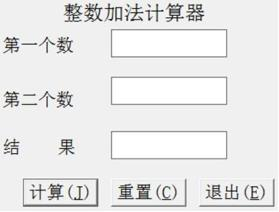 整数加法计算器
第一个数
第二个数
结　　果
计算(J) 重置(C) 退出(E)